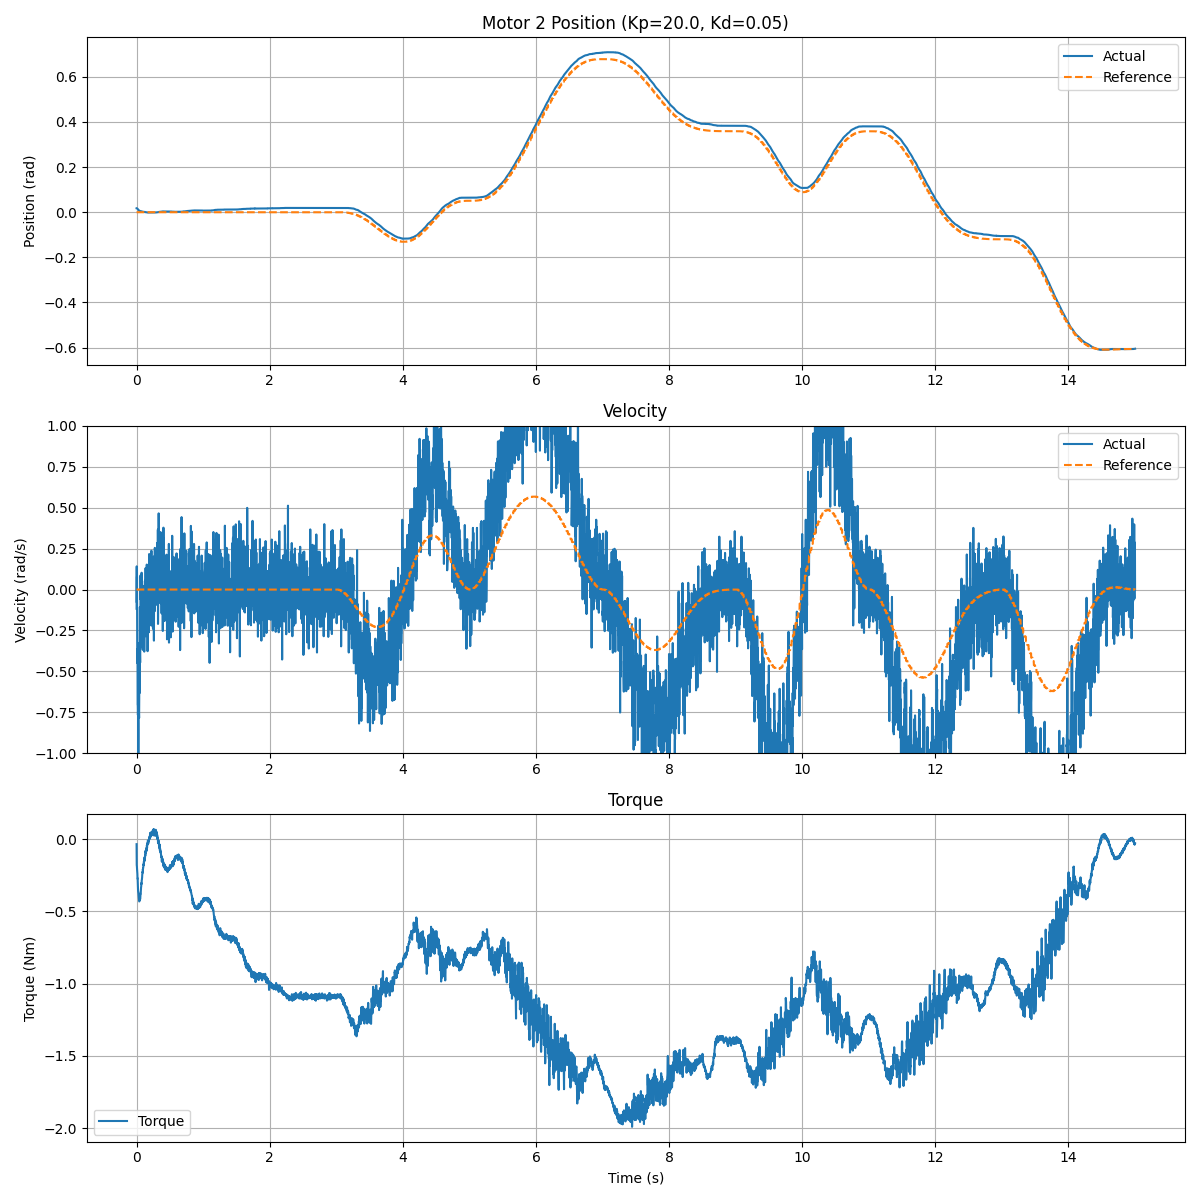 Motor 2 Position (Kp=20.0, Kd=0.05)
Position (rad)
0.6
0.4
0.2
0.0
−0.2
−0.4
−0.6
Actual
Reference
0 2 4 6 8 10 12 14
Velocity
Velocity (rad/s)
1.00
0.75
0.50
0.25
0.00
−0.25
−0.50
−0.75
−1.00
Actual
Reference
0 2 4 6 8 10 12 14
Torque
Torque (Nm)
0.0
−0.5
−1.0
−1.5
−2.0
Torque
0 2 4 6 8 10 12 14
Time (s)